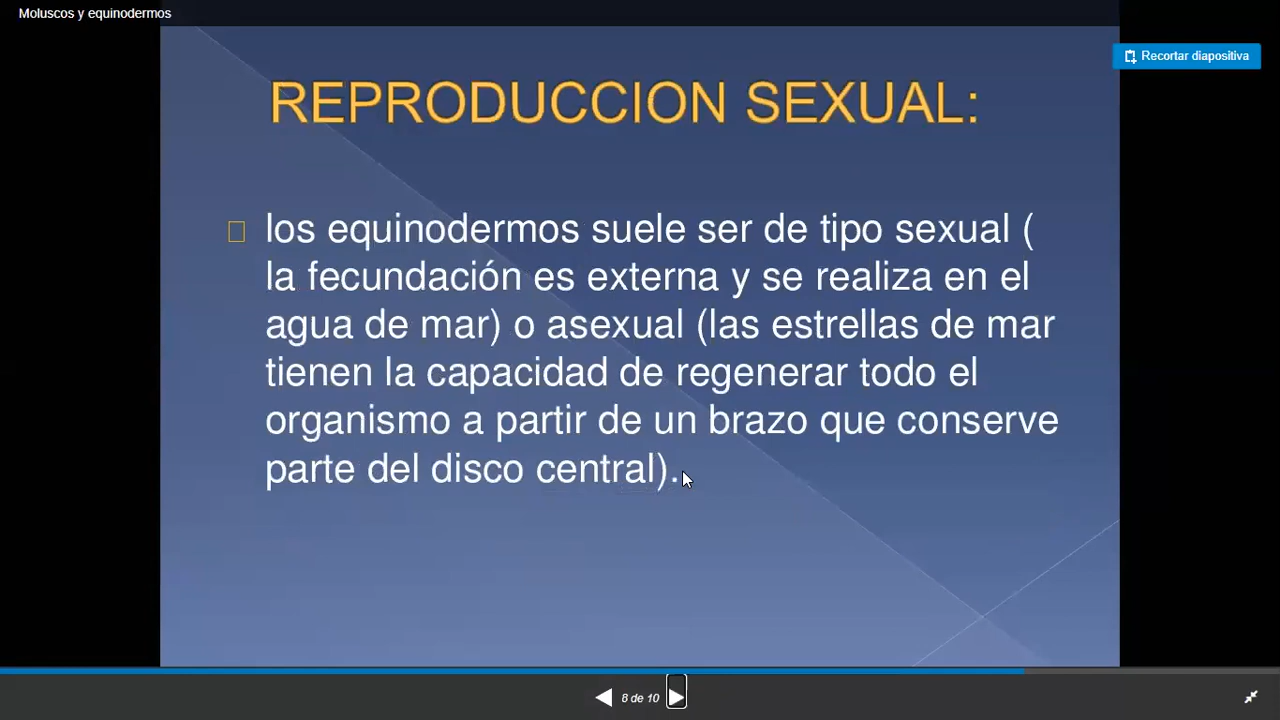 Moluscos y equinodermos
Recortar diapositiva
REPRODUCCION SEXUAL:
los equinodermos suele ser de tipo sexual (
la fecundación es externa y se realiza en el
agua de mar) o asexual (las estrellas de mar
tienen la capacidad de regenerar todo el
organismo a partir de un brazo que conserve
parte del disco central).
8 de 10